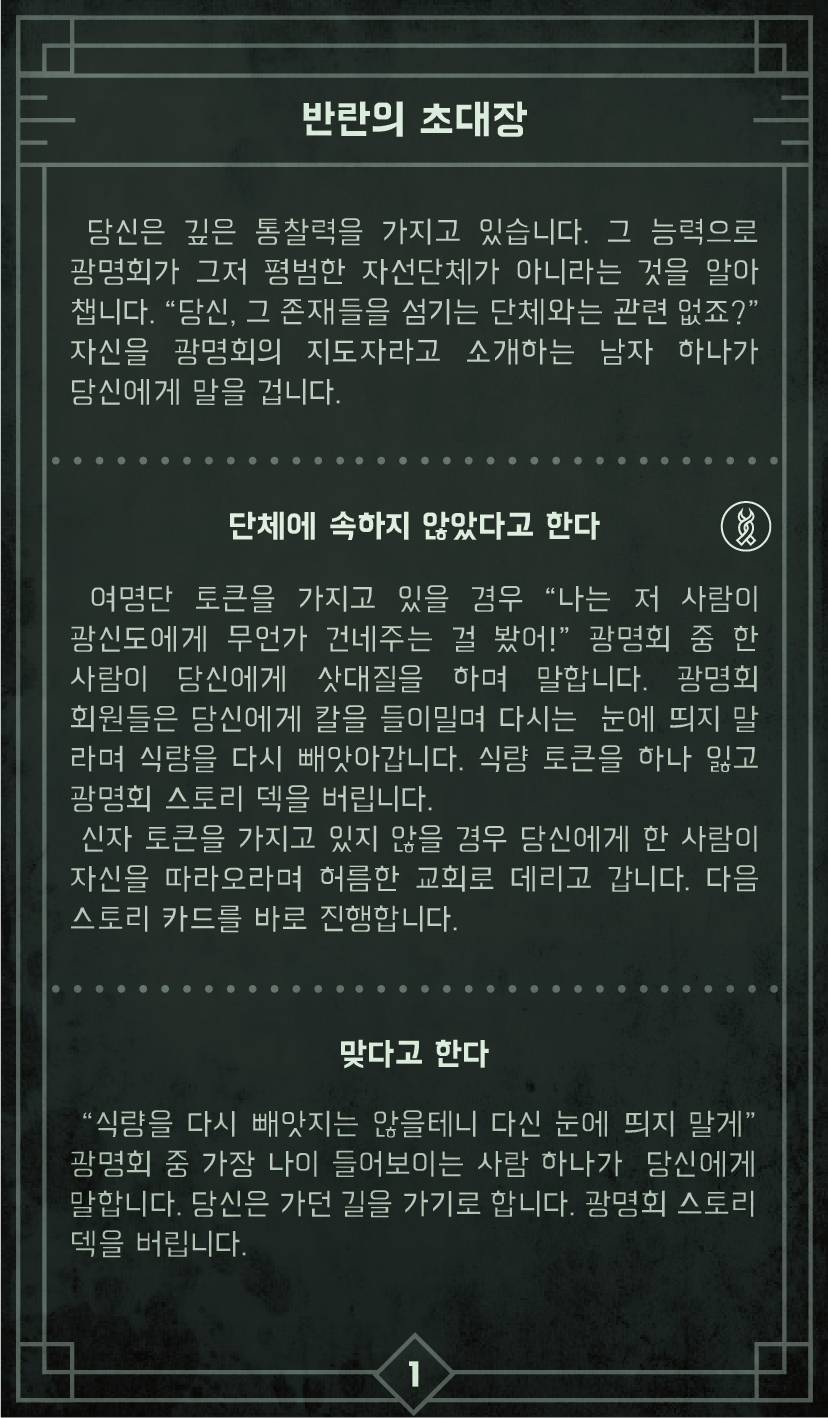 반란의 초대장
당신은 깊은 통찰력을 가지고 있습니다. 그 능력으로
광명회가 그저 평범한 자선단체가 아니라는 것을 알아
챕니다. “당신, 그 존재들을 섬기는 단체와는 관련 없죠?”
자신을 광명회의 지도자라고 소개하는 남자 하나가
당신에게 말을 겁니다.
단체에 속하지 않았다고 한다
여명단 토큰을 가지고 있을 경우 “나는 저 사람이
광신도에게 무언가 건네주는 걸 봤어!” 광명회 중 한
사람이 당신에게 삿대질을 하며 말합니다. 광명회
회원들은 당신에게 칼을 들이밀며 다시는 눈에 띄지 말
라며 식량을 다시 빼앗아갑니다. 식량 토큰을 하나 잃고
광명회 스토리 덱을 버립니다.
신자 토큰을 가지고 있지 않을 경우 당신에게 한 사람이
자신을 따라오라며 허름한 교회로 데리고 갑니다. 다음
스토리 카드를 바로 진행합니다.
맞다고 한다
“식량을 다시 빼앗지는 않을테니 다신 눈에 띄지 말게”
광명회 중 가장 나이 들어보이는 사람 하나가 당신에게
말합니다. 당신은 가던 길을 가기로 합니다. 광명회 스토리
덱을 버립니다.
1